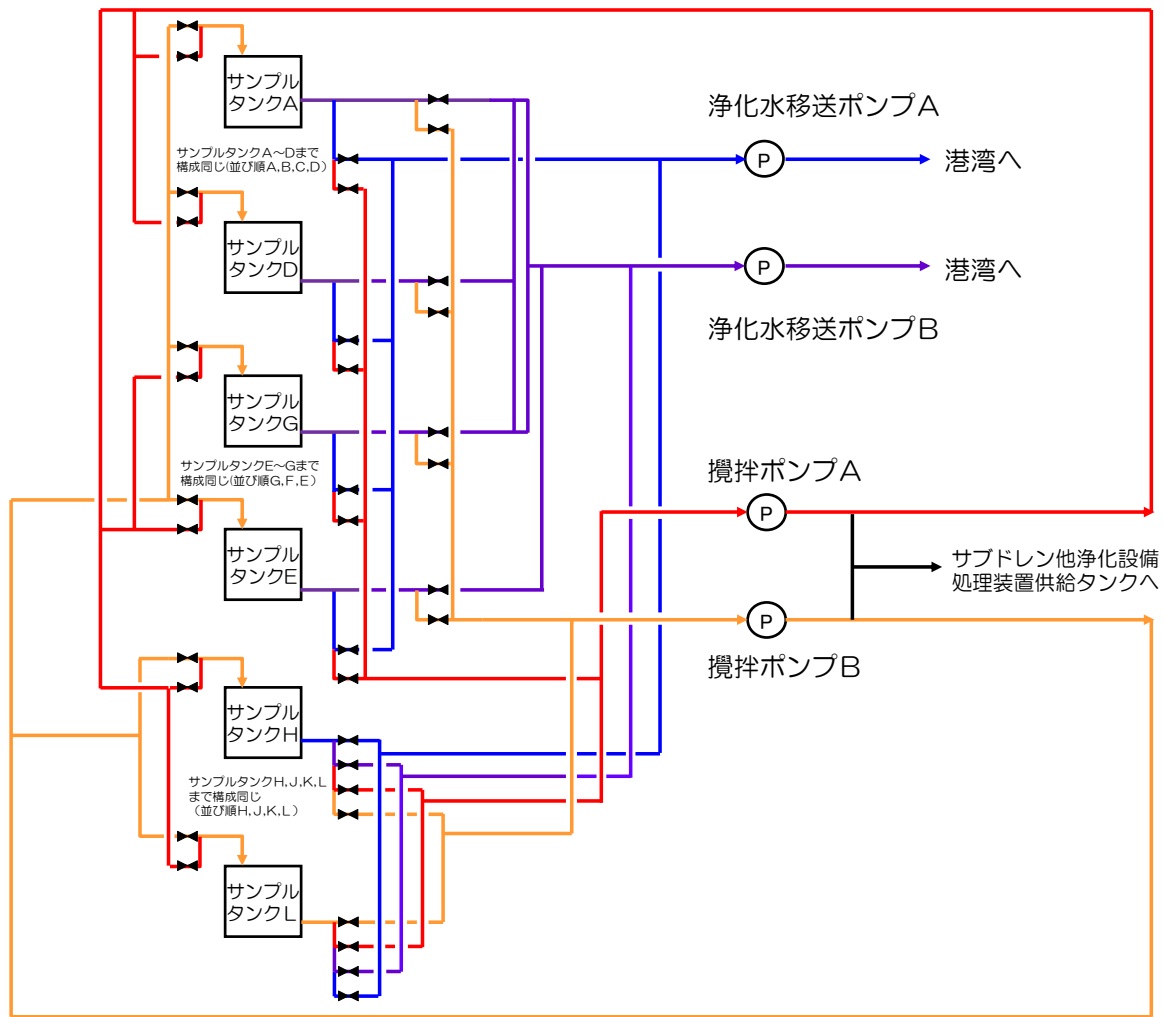 サンプル
タンクA
浄化水移送ポンプA
P
港湾へ
サンプルタンクA~Dまで
構成同じ(並び順A,B,C,D)
サンプル
タンクD
P
港湾へ
浄化水移送ポンプB
サンプル
タンクG
サンプルタンクE~Gまで
構成同じ(並び順G,F,E)
攪拌ポンプA
P
サンプル
タンクE
サブドレン他浄化設備
処理装置供給タンクへ
P
攪拌ポンプB
サンプル
タンクH
サンプルタンクH,J,K,L
まで構成同じ
(並び順H,J,K,L)
サンプル
タンクL